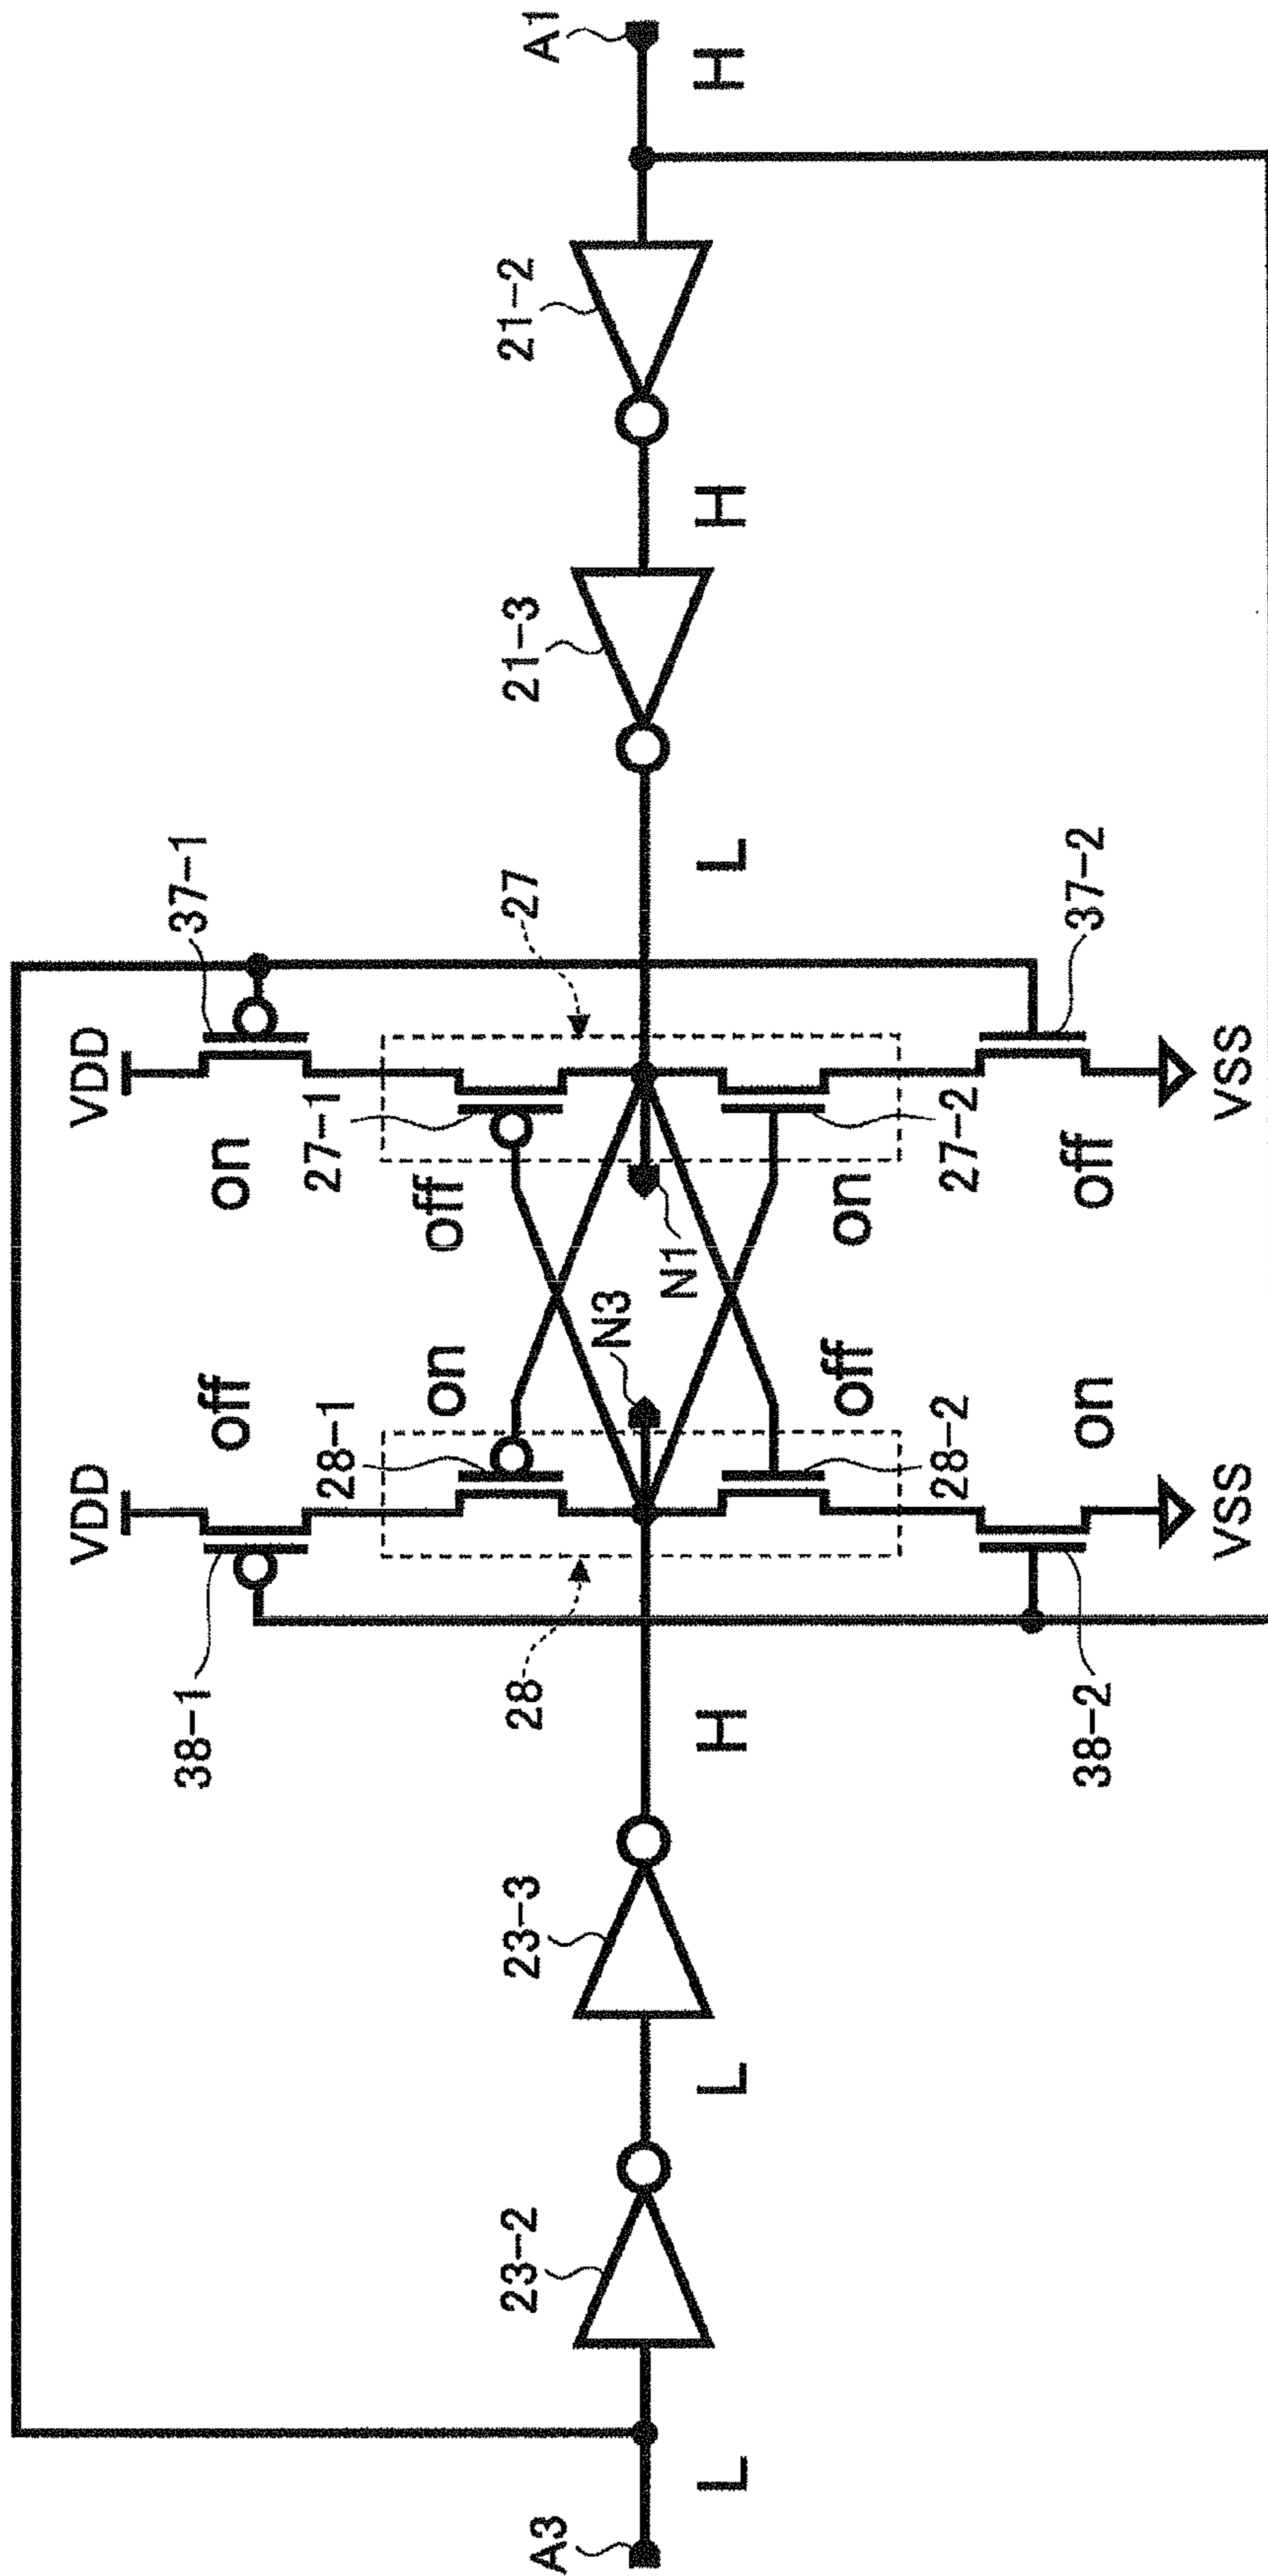 VDD
38-1
off
28-1
on
28
28-2
off
38-2
on
VSS
VDD
37-1
on
27-1
off
27
27-2
on
37-2
off
VSS
N3
N1
A3
L
23-2
L
23-3
H
L
21-3
H
21-2
H
A1